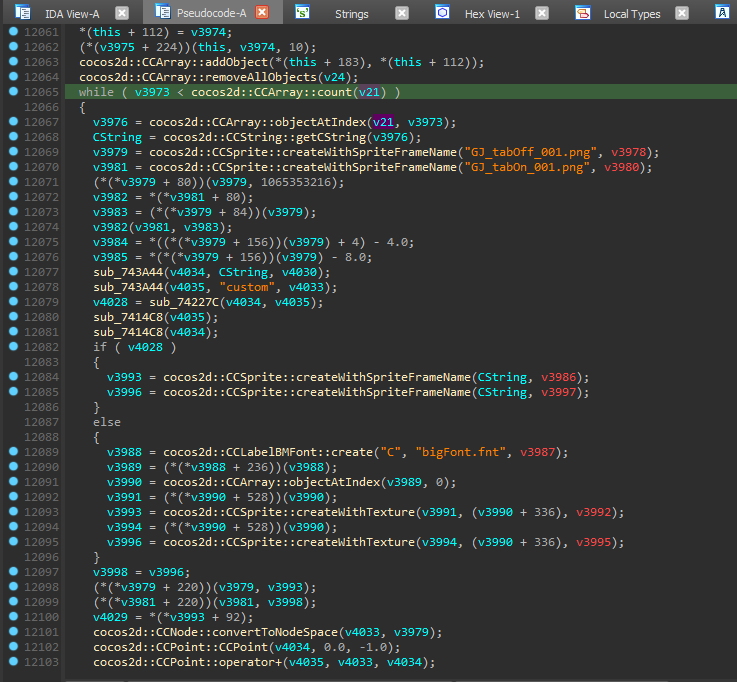 IDA View-A Pseudocode-A Strings Hex View-1 Local Types
12061 *(this + 112) = v3974;
12062 (*(v3975 + 224))(this, v3974, 10);
12063 cocos2d::CCArray::addObject(*(this + 183), *(this + 112));
12064 cocos2d::CCArray::removeAllObjects(v24);
12065 while ( v3973 < cocos2d::CCArray::count(v21) )
12066 {
12067 v3976 = cocos2d::CCArray::objectAtIndex(v21, v3973);
12068 CString = cocos2d::CCString::getCString(v3976);
12069 v3979 = cocos2d::CCSprite::createWithSpriteFrameName("GJ_tabOff_001.png", v3978);
12070 v3981 = cocos2d::CCSprite::createWithSpriteFrameName("GJ_tabOn_001.png", v3980);
12071 (*(*v3979 + 80))(v3979, 1065353216);
12072 v3982 = *(*v3981 + 80);
12073 v3983 = (*(*v3979 + 84))(v3979);
12074 v3982(v3981, v3983);
12075 v3984 = *((*(*v3979 + 156))(v3979) + 4) - 4.0;
12076 v3985 = *(*(*v3979 + 156))(v3979) - 8.0;
12077 sub_743A44(v4034, CString, v4030);
12078 sub_743A44(v4035, "custom", v4033);
12079 v4028 = sub_74227C(v4034, v4035);
12080 sub_7414C8(v4035);
12081 sub_7414C8(v4034);
12082 if ( v4028 )
12083 {
12084 v3993 = cocos2d::CCSprite::createWithSpriteFrameName(CString, v3986);
12085 v3996 = cocos2d::CCSprite::createWithSpriteFrameName(CString, v3997);
12086 }
12087 else
12088 {
12089 v3988 = cocos2d::CCLabelBMFont::create("C", "bigFont.fnt", v3987);
12090 v3989 = (*(*v3988 + 236))(v3988);
12091 v3990 = cocos2d::CCArray::objectAtIndex(v3989, 0);
12092 v3991 = (*(*v3990 + 528))(v3990);
12093 v3993 = cocos2d::CCSprite::createWithTexture(v3991, (v3990 + 336), v3992);
12094 v3994 = (*(*v3990 + 528))(v3990);
12095 v3996 = cocos2d::CCSprite::createWithTexture(v3994, (v3990 + 336), v3995);
12096 }
12097 v3998 = v3996;
12098 (*(*v3979 + 220))(v3979, v3993);
12099 (*(*v3981 + 220))(v3981, v3998);
12100 v4029 = *(*v3993 + 92);
12101 cocos2d::CCNode::convertToNodeSpace(v4033, v3979);
12102 cocos2d::CCPoint::CCPoint(v4034, 0.0, -1.0);
12103 cocos2d::CCPoint::operator+(v4035, v4033, v4034);